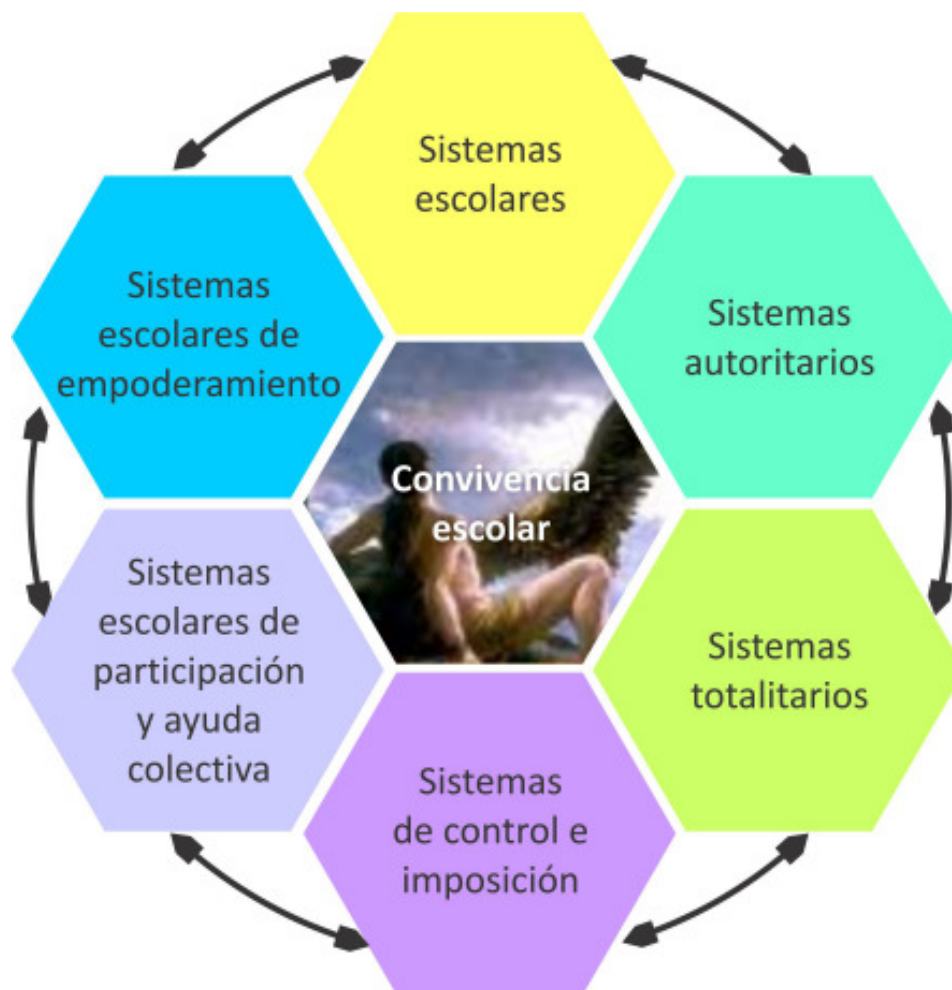 Sistemas
escolares
Sistemas
autoritarios
Sistemas
totalitarios
Sistemas
de control e
imposición
Sistemas
escolares de
participación
y ayuda
colectiva
Sistemas
escolares de
empoderamiento
Convivencia
escolar